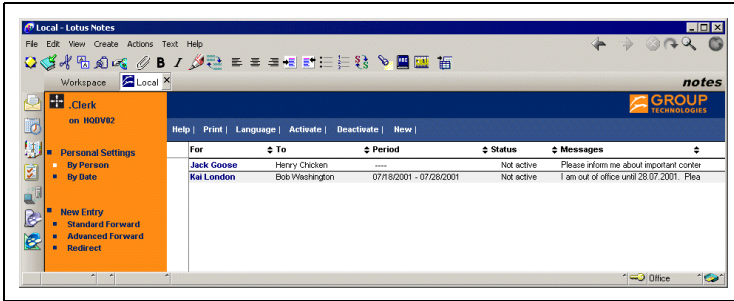 Local - Lotus Notes
File Edit View Create Actions Text Help
Workspace Local notes
.Clerk
on HQDV02
GROUP
TECHNOLOGIES
Help | Print | Language | Activate | Deactivate | New |
Personal Settings
By Person
By Date
New Entry
Standard Forward
Advanced Forward
Redirect
For To Period Status Messages
Jack Goose Henry Chicken ---- Not active Please inform me about important conter
Kai London Bob Washington 07/18/2001 - 07/28/2001 Not active I am out of office until 28.07.2001. Plea
Office